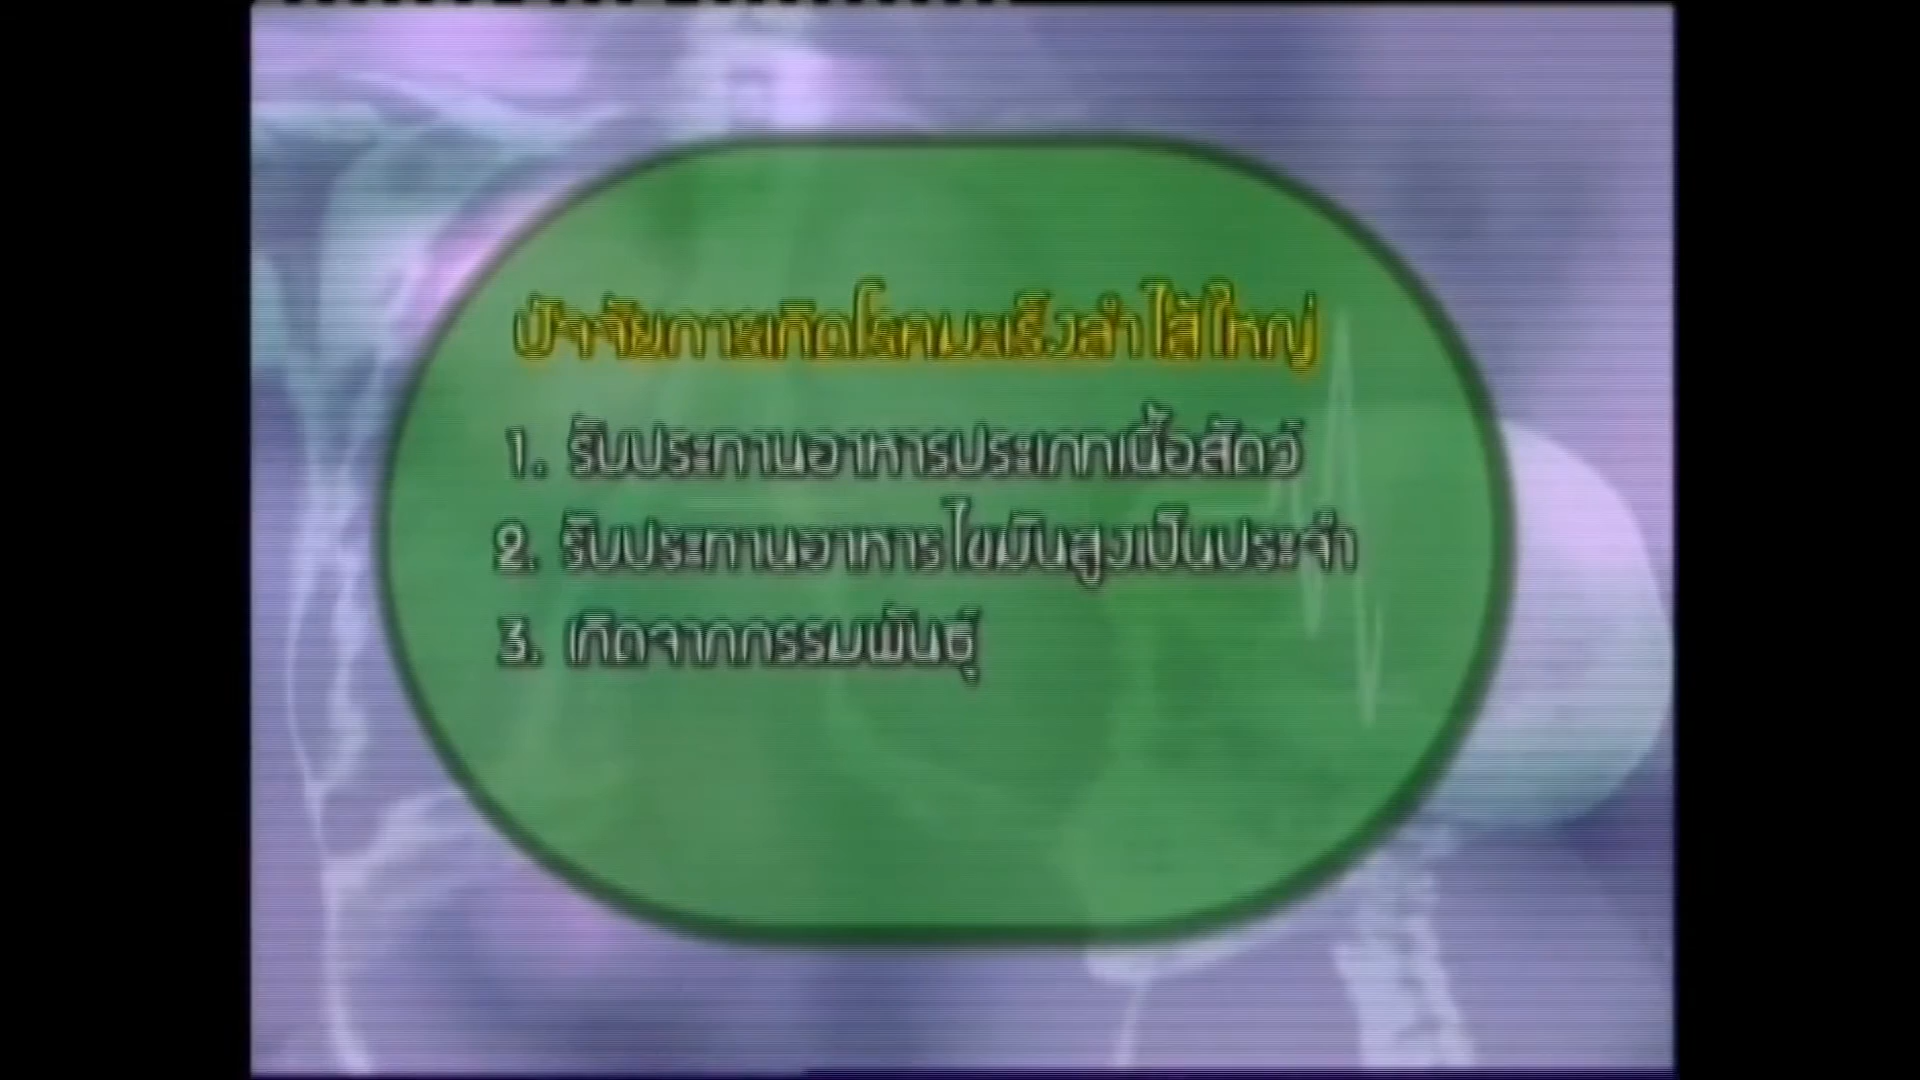 ปัจจัยการเกิดโรคมะเร็งลำไส้ใหญ่
1. รับประทานอาหารประเภทเนื้อสัตว์
2. รับประทานอาหารไขมันสูงเป็นประจำ
3. เกิดจากกรรมพันธุ์